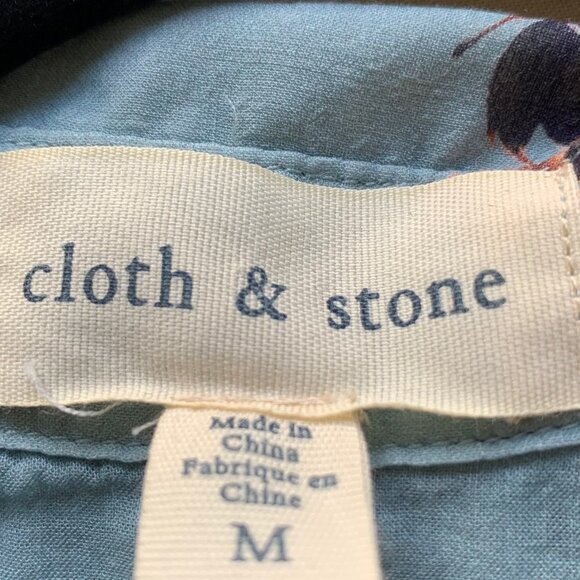 cloth & stone
Made in
China
Fabrique en
Chine
M